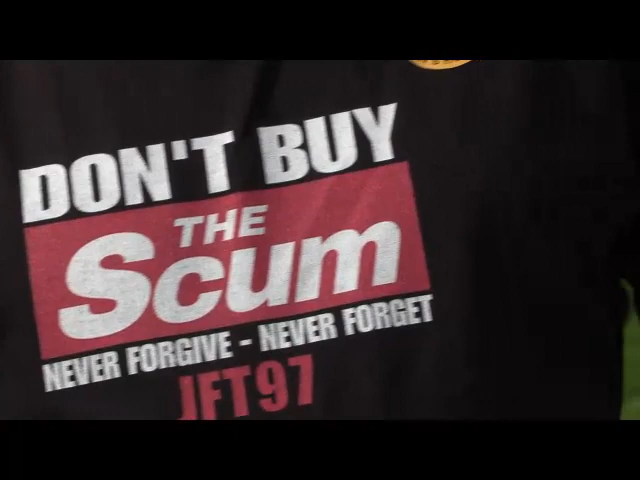 DON'T BUY
THE
Scum
NEVER FORGIVE - NEVER FORGET
JFT97